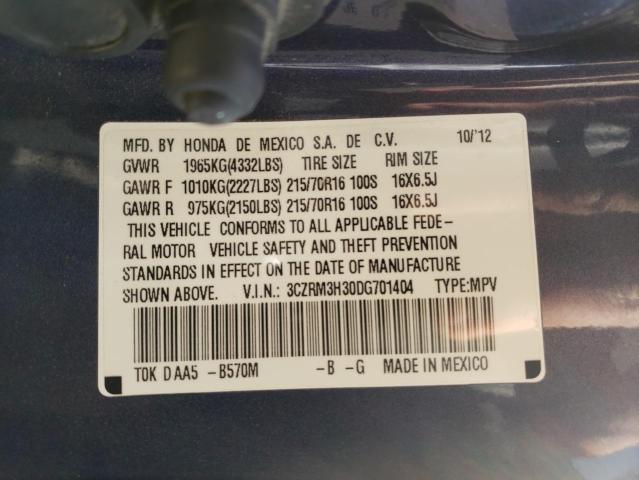 MFD. BY HONDA DE MEXICO S.A. DE C.V. 10/'12
GVWR 1965KG(4332LBS) TIRE SIZE RIM SIZE
GAWR F 1010KG(2227LBS) 215/70R16 100S 16X6.5J
GAWR R 975KG(2150LBS) 215/70R16 100S 16X6.5J
THIS VEHICLE CONFORMS TO ALL APPLICABLE FEDE-
RAL MOTOR VEHICLE SAFETY AND THEFT PREVENTION
STANDARDS IN EFFECT ON THE DATE OF MANUFACTURE
SHOWN ABOVE. V.I.N.: 3CZRM3H30DG701404 TYPE:MPV
T0K D AA5 -B570M -B -G MADE IN MEXICO